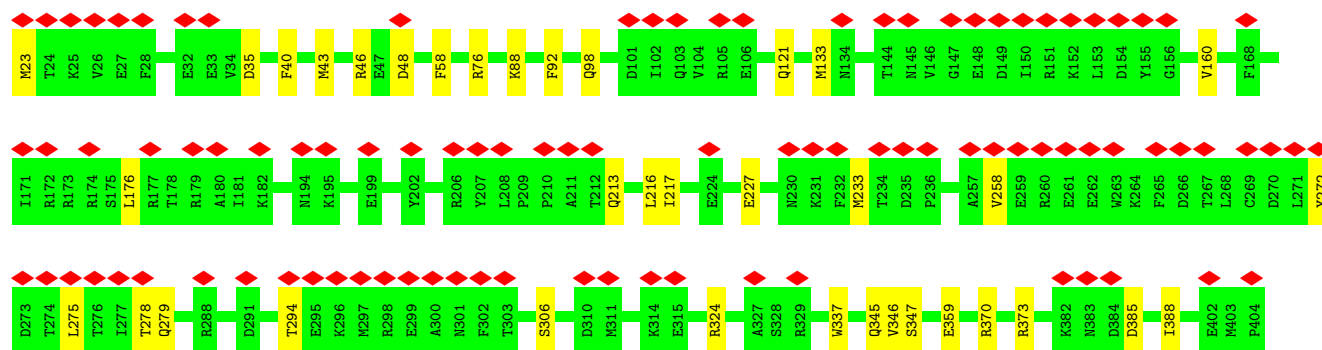 M23 T24 K25 V26 E27 F28 E32 E33 V34 D35 F40 M43 R46 E47 D48 F58 R76 K88 F92 Q98 D101 I102 Q103 V104 R105 E106 Q121 M133 N134 T144 N145 V146 G147 E148 D149 I150 R151 K152 L153 D154 Y155 G156 V160 F168
I171 R172 R173 R174 S175 L176 R177 T178 R179 A180 I181 K182 N194 K195 E199 Y202 R206 Y207 L208 P209 P210 A211 T212 Q213 L216 I217 E224 E227 N230 K231 F232 M233 T234 D235 P236 A257 V258 E259 R260 E261 E262 W263 K264 F265 D266 T267 L268 C269 D270 L271 Y272
D273 T274 L275 T276 I277 T278 Q279 R288 D291 T294 E295 K296 M297 R298 E299 A300 N301 F302 T303 S306 D310 M311 K314 E315 R324 A327 S328 R329 W337 Q345 V346 S347 E359 R370 R373 K382 N383 D384 D385 I388 E402 M403 P404